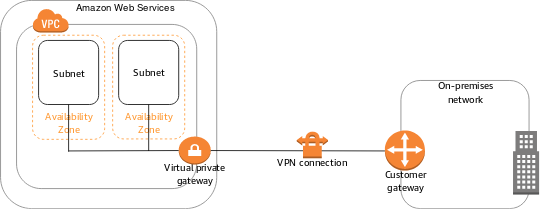 Amazon Web Services
VPC
Subnet
Subnet
Availability
Zone
Availability
Zone
Virtual private
gateway
VPN connection
On-premises
network
Customer
gateway